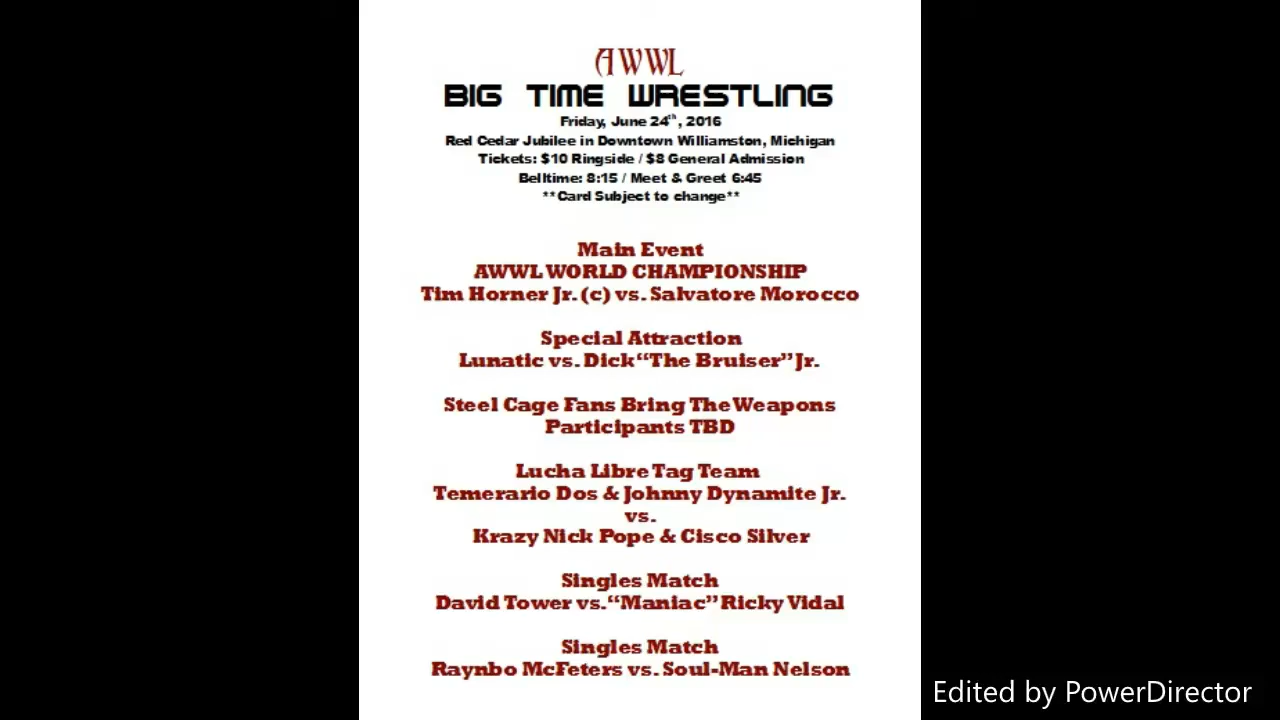 AWWL
BIG TIME WRESTLING
Friday, June 24th, 2016
Red Cedar Jubilee in Downtown Williamston, Michigan
Tickets: $10 Ringside / $8 General Admission
Belltime: 8:15 / Meet & Greet 6:45
**Card Subject to change**
Main Event
AWWL WORLD CHAMPIONSHIP
Tim Horner Jr. (c) vs. Salvatore Morocco
Special Attraction
Lunatic vs. Dick “The Bruiser” Jr.
Steel Cage Fans Bring The Weapons
Participants TBD
Lucha Libre Tag Team
Temerario Dos & Johnny Dynamite Jr.
vs.
Krazy Nick Pope & Cisco Silver
Singles Match
David Tower vs. “Maniac” Ricky Vidal
Singles Match
Raynbo McFeters vs. Soul-Man Nelson
Edited by PowerDirector